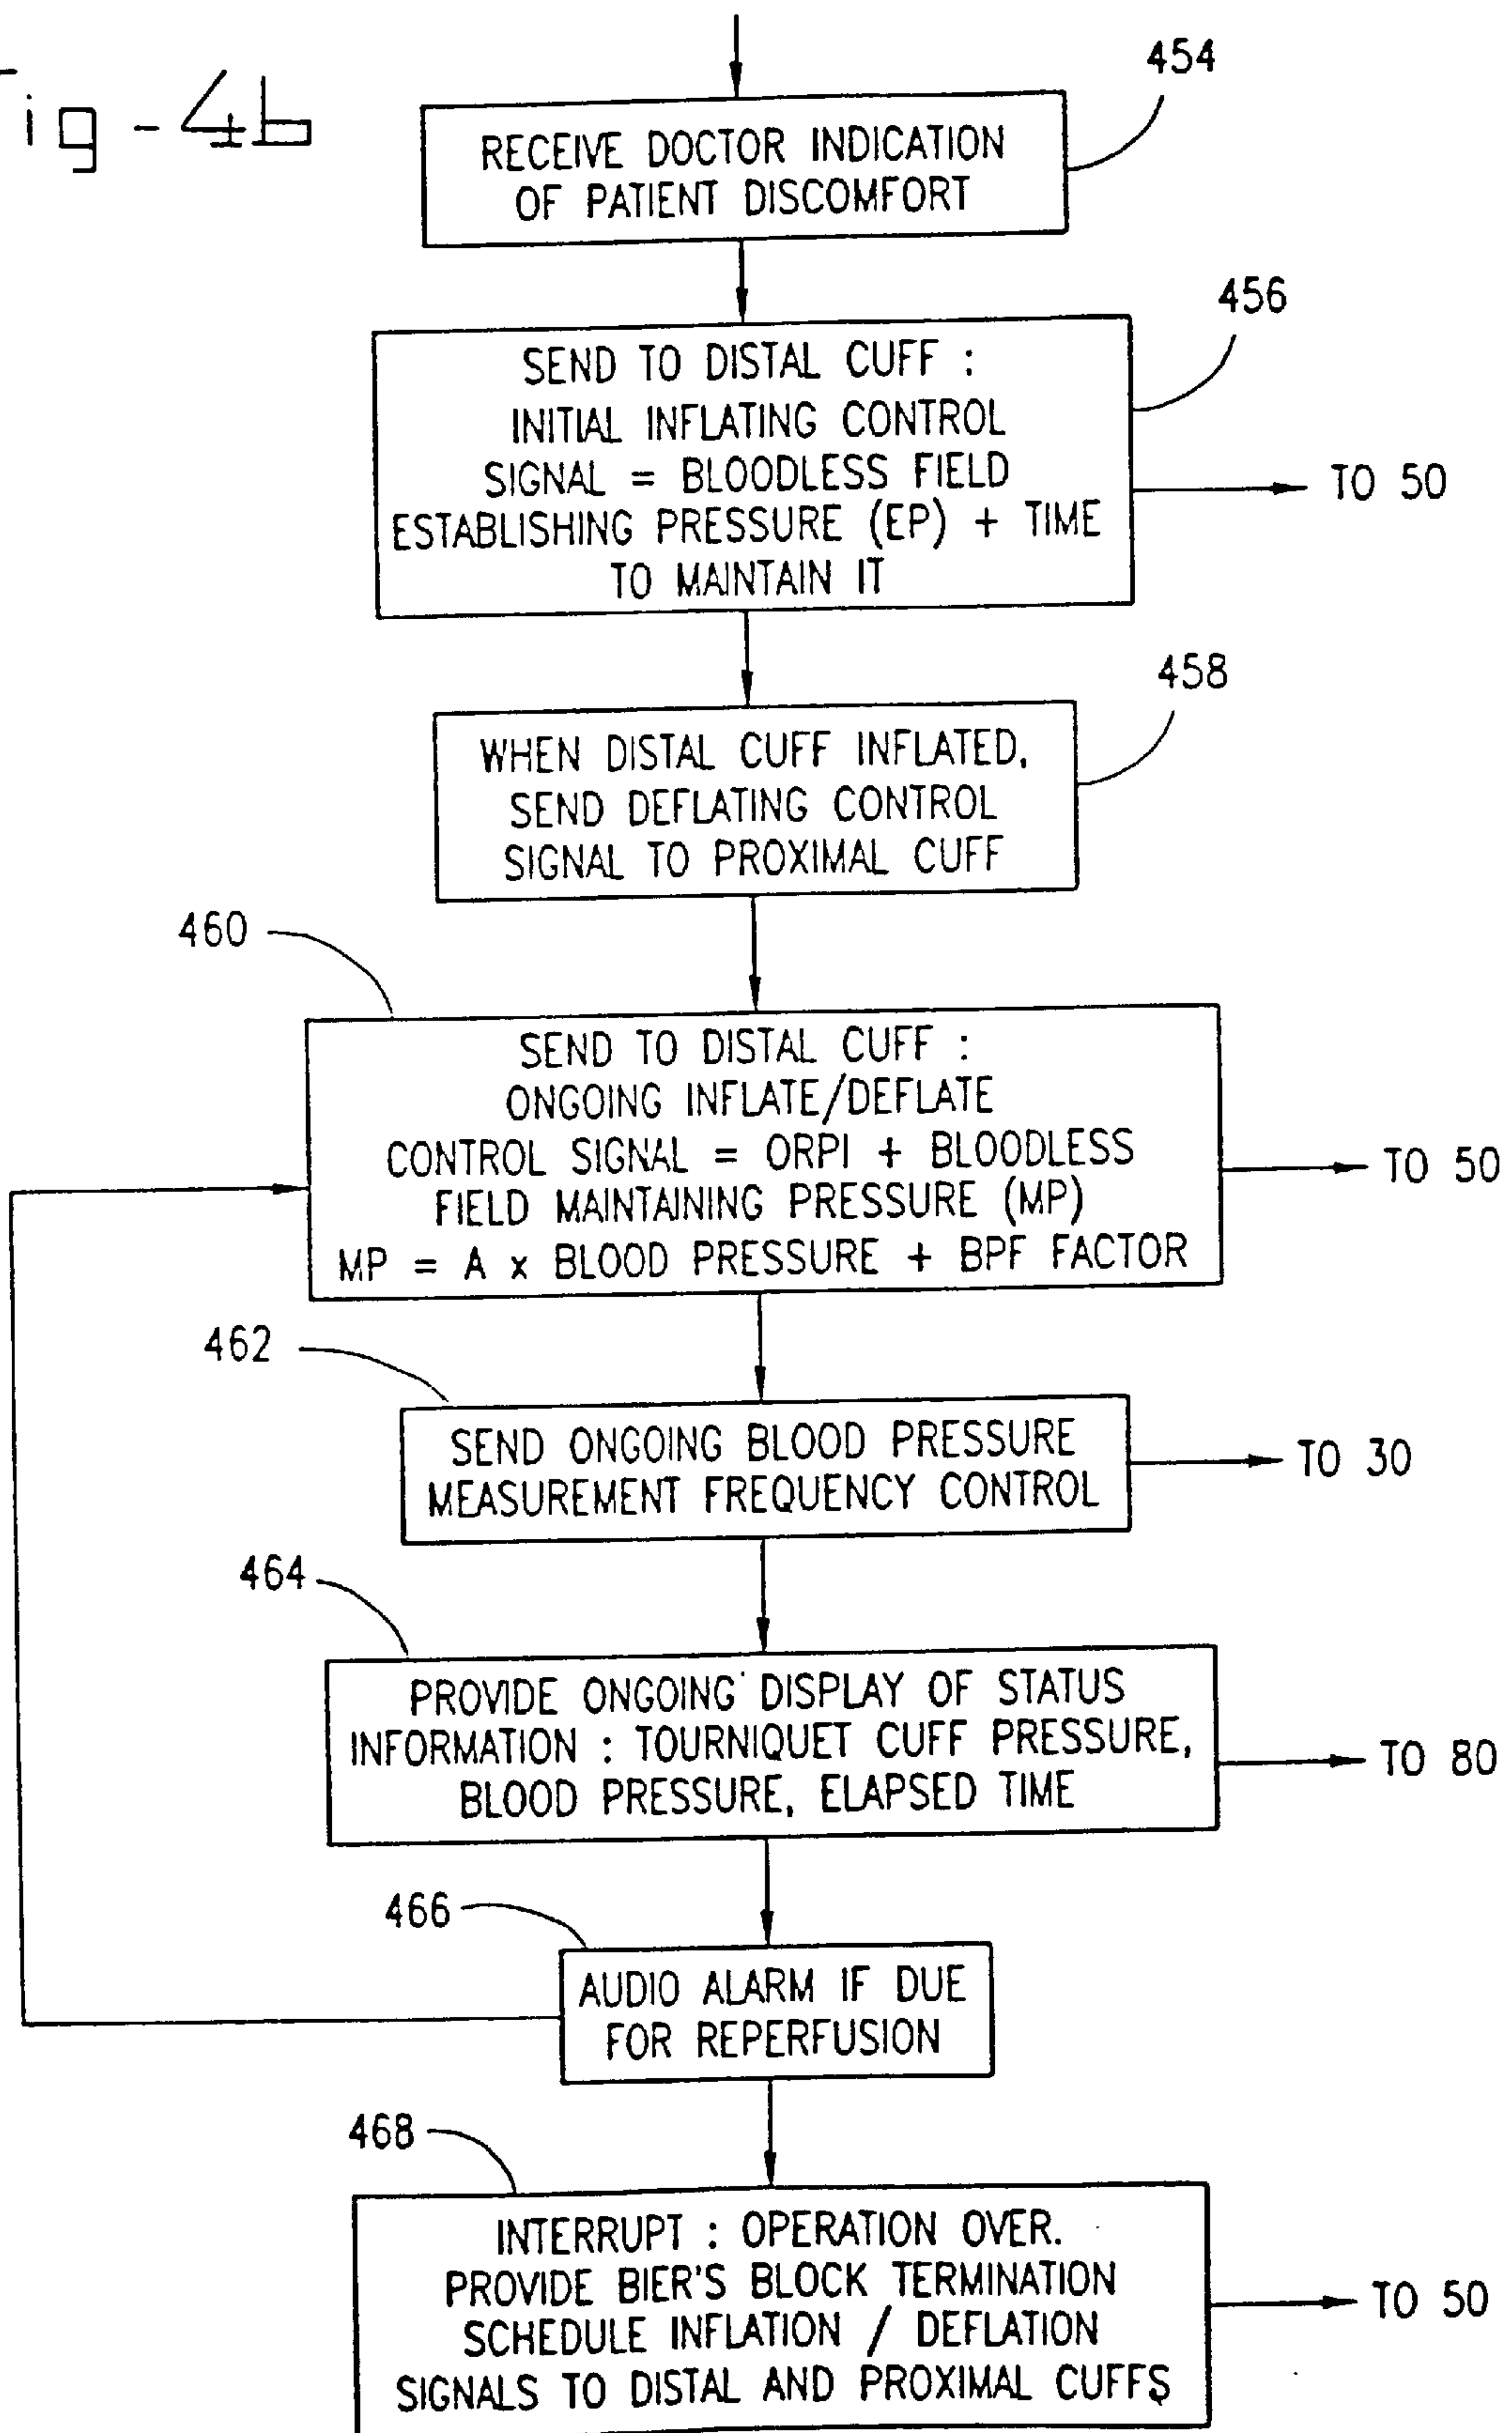 Fig-4b
454
RECEIVE DOCTOR INDICATION
OF PATIENT DISCOMFORT
456
SEND TO DISTAL CUFF :
INITIAL INFLATING CONTROL
SIGNAL = BLOODLESS FIELD
ESTABLISHING PRESSURE (EP) + TIME
TO MAINTAIN IT
TO 50
458
WHEN DISTAL CUFF INFLATED,
SEND DEFLATING CONTROL
SIGNAL TO PROXIMAL CUFF
460
SEND TO DISTAL CUFF :
ONGOING INFLATE/DEFLATE
CONTROL SIGNAL = ORPI + BLOODLESS
FIELD MAINTAINING PRESSURE (MP)
MP = A x BLOOD PRESSURE + BPF FACTOR
TO 50
462
SEND ONGOING BLOOD PRESSURE
MEASUREMENT FREQUENCY CONTROL
TO 30
464
PROVIDE ONGOING DISPLAY OF STATUS
INFORMATION : TOURNIQUET CUFF PRESSURE,
BLOOD PRESSURE, ELAPSED TIME
TO 80
466
AUDIO ALARM IF DUE
FOR REPERFUSION
468
INTERRUPT : OPERATION OVER.
PROVIDE BIER'S BLOCK TERMINATION
SCHEDULE INFLATION / DEFLATION
SIGNALS TO DISTAL AND PROXIMAL CUFFS
TO 50